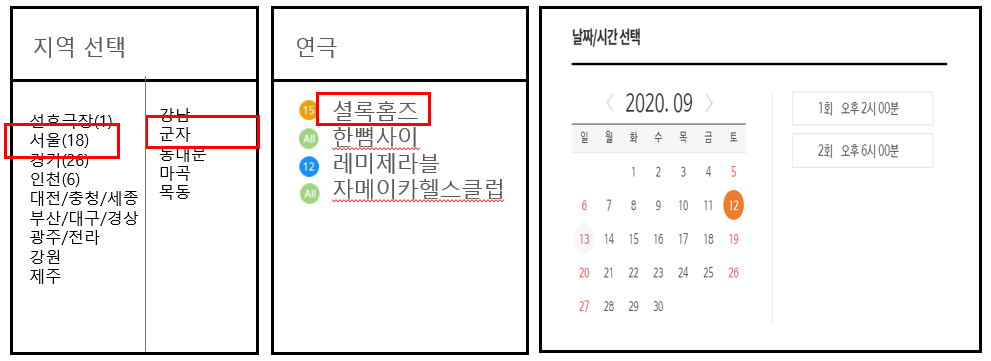 지역 선택
선호극장(1)
서울(18)
경기(26)
인천(6)
대전/충청/세종
부산/대구/경상
광주/전라
강원
제주
강남
군자
동대문
마곡
목동
연극
15 셜록홈즈
All 한뼘사이
12 레미제라블
All 자메이카헬스클럽
날짜/시간 선택
2020. 09
일 월 화 수 목 금 토
1 2 3 4 5
6 7 8 9 10 11 12
13 14 15 16 17 18 19
20 21 22 23 24 25 26
27 28 29 30
1회 오후 2시 00분
2회 오후 6시 00분